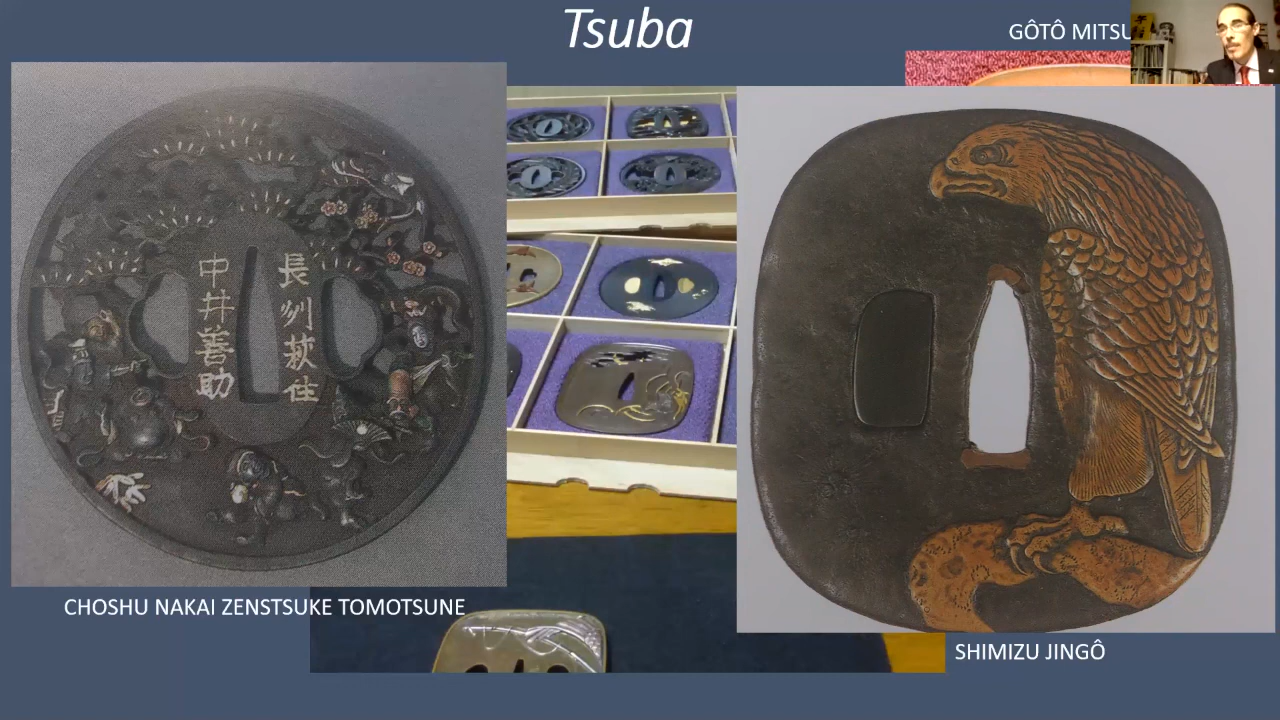 Tsuba
GÔTÔ MITSU
長州萩住
中井善助
CHOSHU NAKAI ZENSTSUKE TOMOTSUNE
SHIMIZU JINGÔ